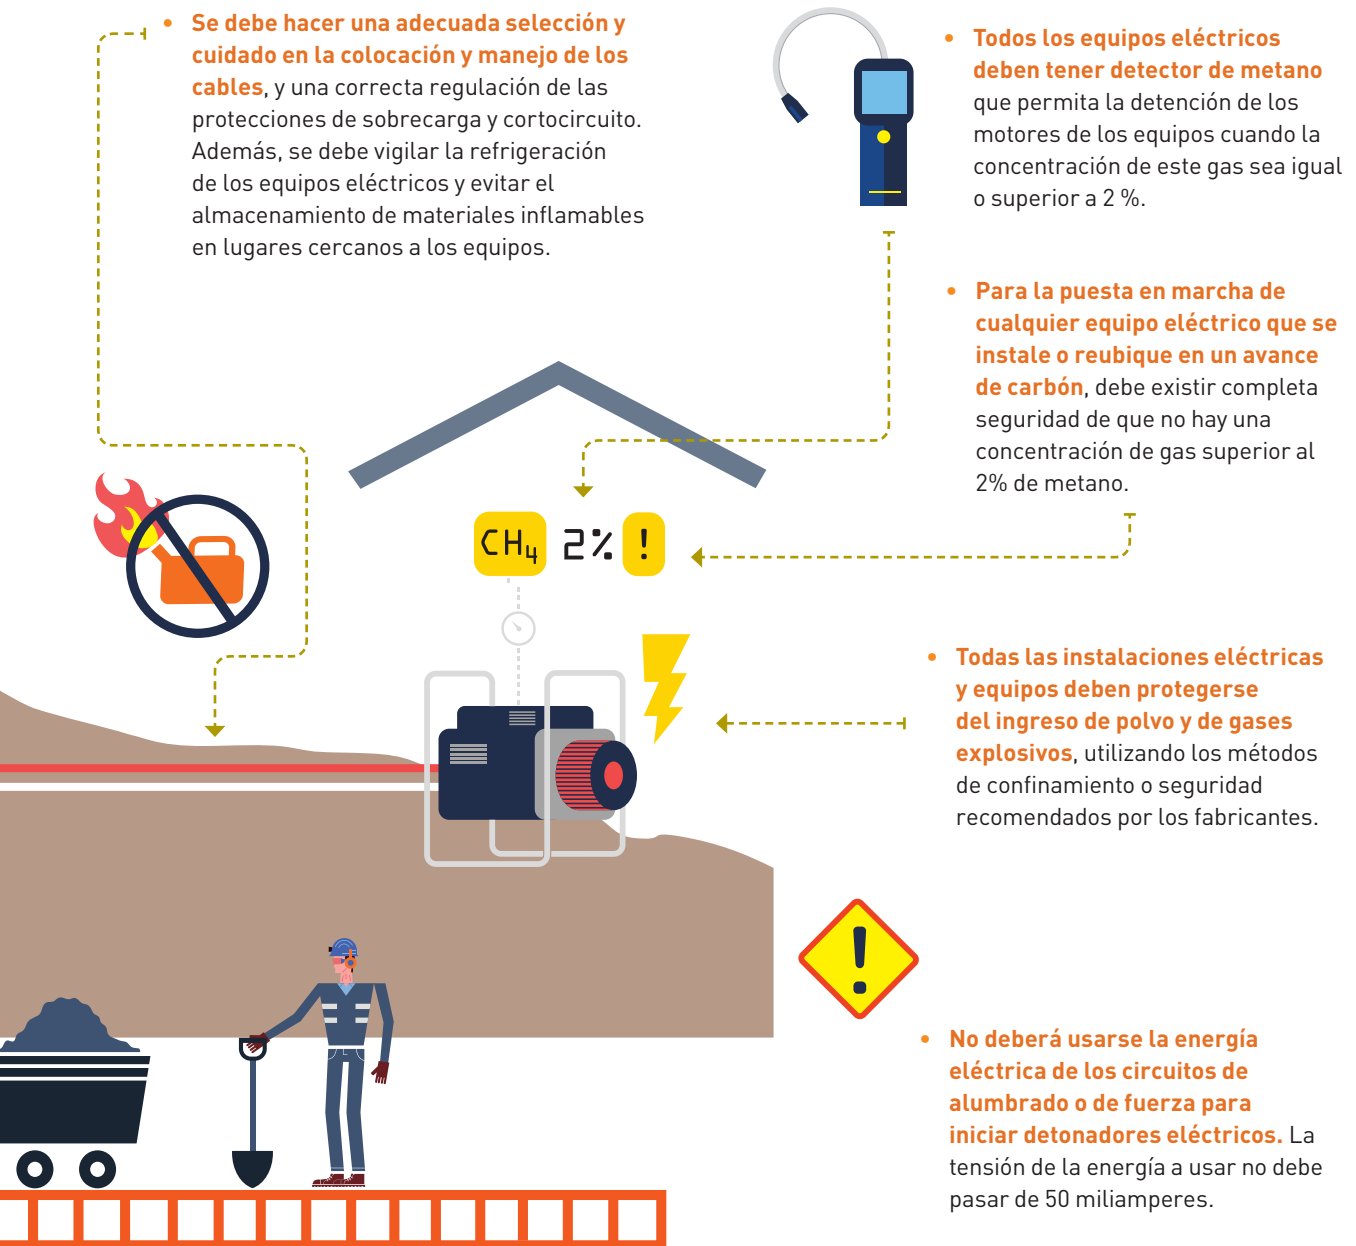 • Se debe hacer una adecuada selección y
cuidado en la colocación y manejo de los
cables, y una correcta regulación de las
protecciones de sobrecarga y cortocircuito.
Además, se debe vigilar la refrigeración
de los equipos eléctricos y evitar el
almacenamiento de materiales inflamables
en lugares cercanos a los equipos.
• Todos los equipos eléctricos
deben tener detector de metano
que permita la detención de los
motores de los equipos cuando la
concentración de este gas sea igual
o superior a 2 %.
• Para la puesta en marcha de
cualquier equipo eléctrico que se
instale o reubique en un avance
de carbón, debe existir completa
seguridad de que no hay una
concentración de gas superior al
2% de metano.
CH₄ 2% !
• Todas las instalaciones eléctricas
y equipos deben protegerse
del ingreso de polvo y de gases
explosivos, utilizando los métodos
de confinamiento o seguridad
recomendados por los fabricantes.
!
• No deberá usarse la energía
eléctrica de los circuitos de
alumbrado o de fuerza para
iniciar detonadores eléctricos. La
tensión de la energía a usar no debe
pasar de 50 miliamperes.